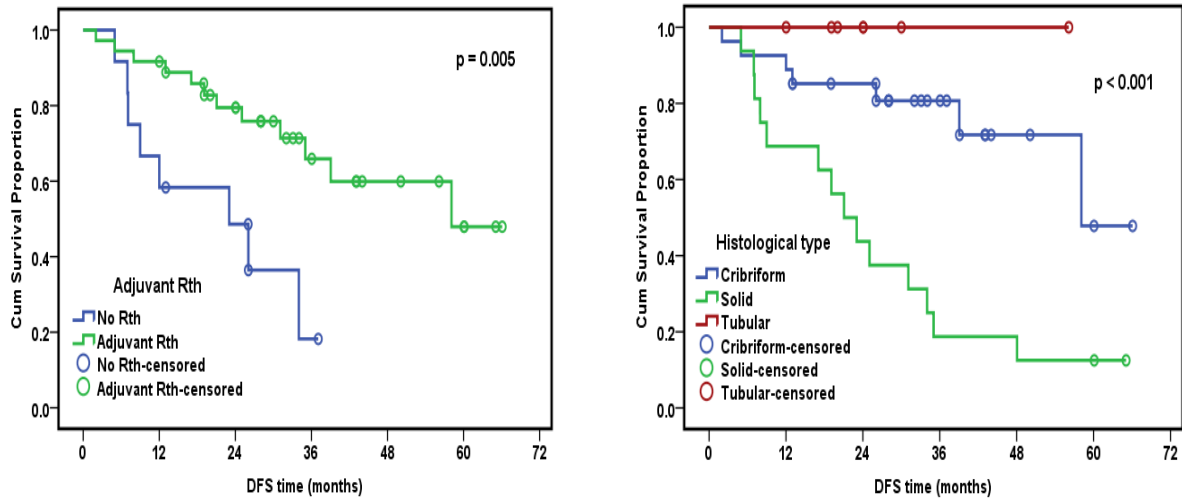 1.0
0.8
0.6
0.4
0.2
0.0
Cum Survival Proportion
p = 0.005
Adjuvant Rth
No Rth
Adjuvant Rth
No Rth-censored
Adjuvant Rth-censored
0 12 24 36 48 60 72
DFS time (months)
1.0
0.8
0.6
0.4
0.2
0.0
Cum Survival Proportion
p < 0.001
Histological type
Cribriform
Solid
Tubular
Cribriform-censored
Solid-censored
Tubular-censored
0 12 24 36 48 60 72
DFS time (months)